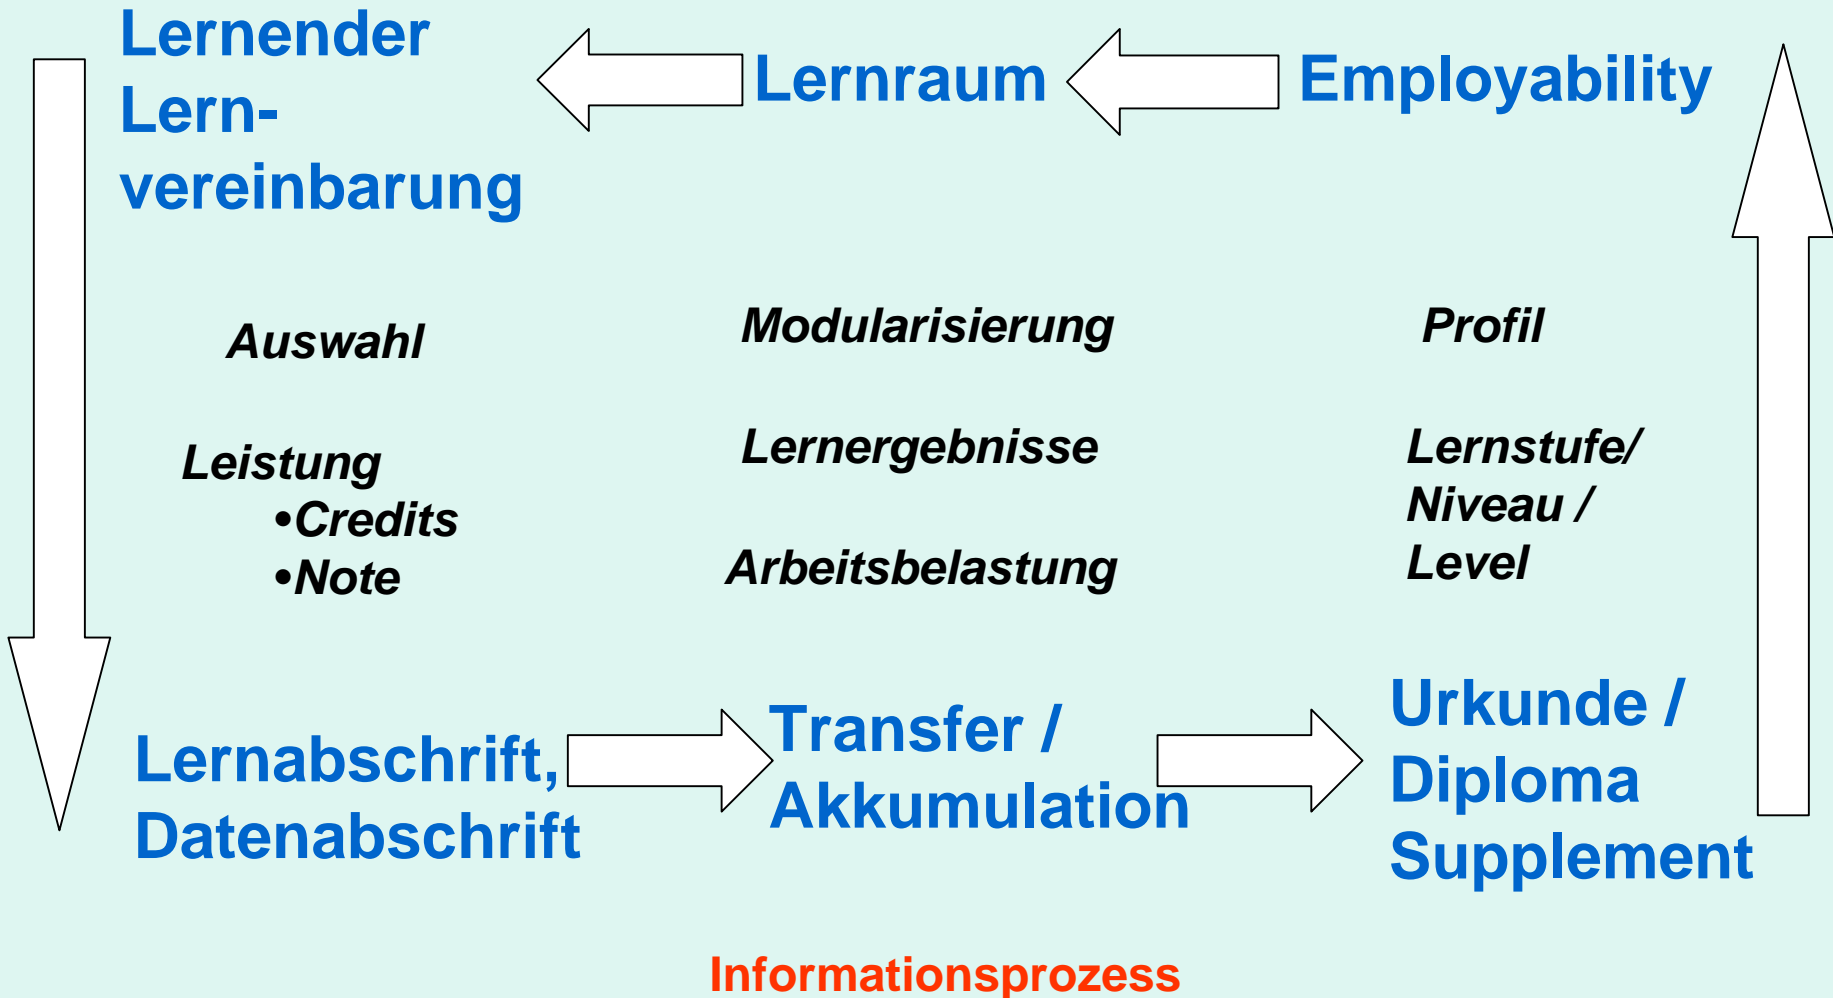 Lernender
Lern-
vereinbarung
Lernraum
Employability
Auswahl
Modularisierung
Profil
Leistung
•Credits
•Note
Lernergebnisse
Arbeitsbelastung
Lernstufe/
Niveau /
Level
Lernabschrift,
Datenabschrift
Transfer /
Akkumulation
Urkunde /
Diploma
Supplement
Informationsprozess